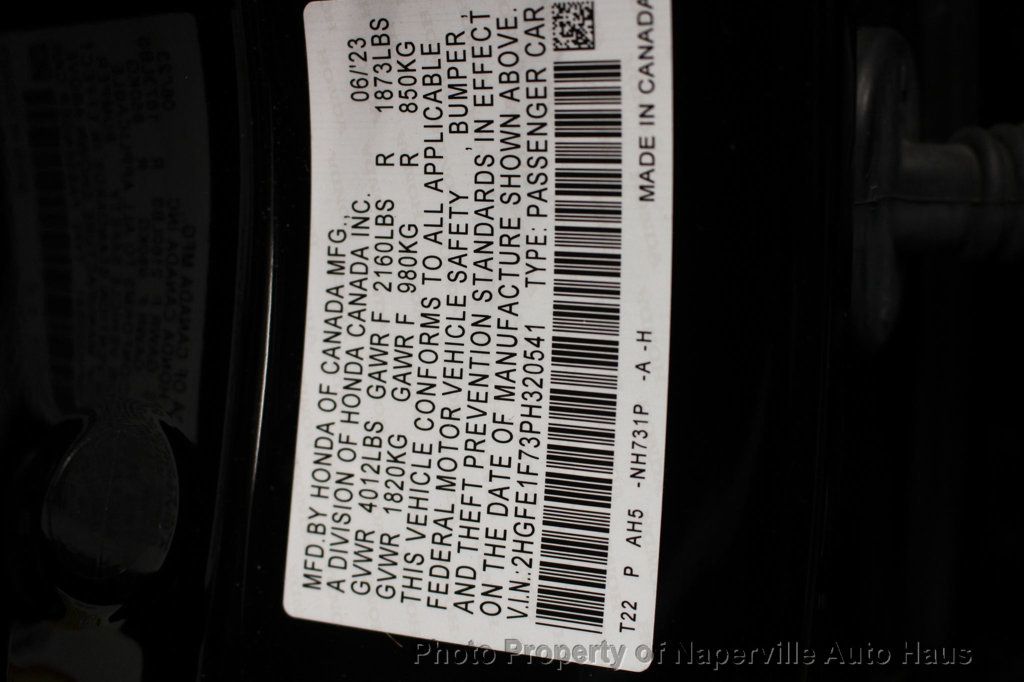 MFD.BY HONDA OF CANADA MFG., 06/'23
A DIVISION OF HONDA CANADA INC.
GVWR 4012LBS GAWR F 2160LBS R 1873LBS
GVWR 1820KG GAWR F 980KG R 850KG
THIS VEHICLE CONFORMS TO ALL APPLICABLE
FEDERAL MOTOR VEHICLE SAFETY, BUMPER,
AND THEFT PREVENTION STANDARDS IN EFFECT
ON THE DATE OF MANUFACTURE SHOWN ABOVE.
V.I.N.:2HGFE1F73PH320541 TYPE: PASSENGER CAR
T22 P AH5 -NH731P -A -H MADE IN CANADA
Photo Property of Naperville Auto Haus